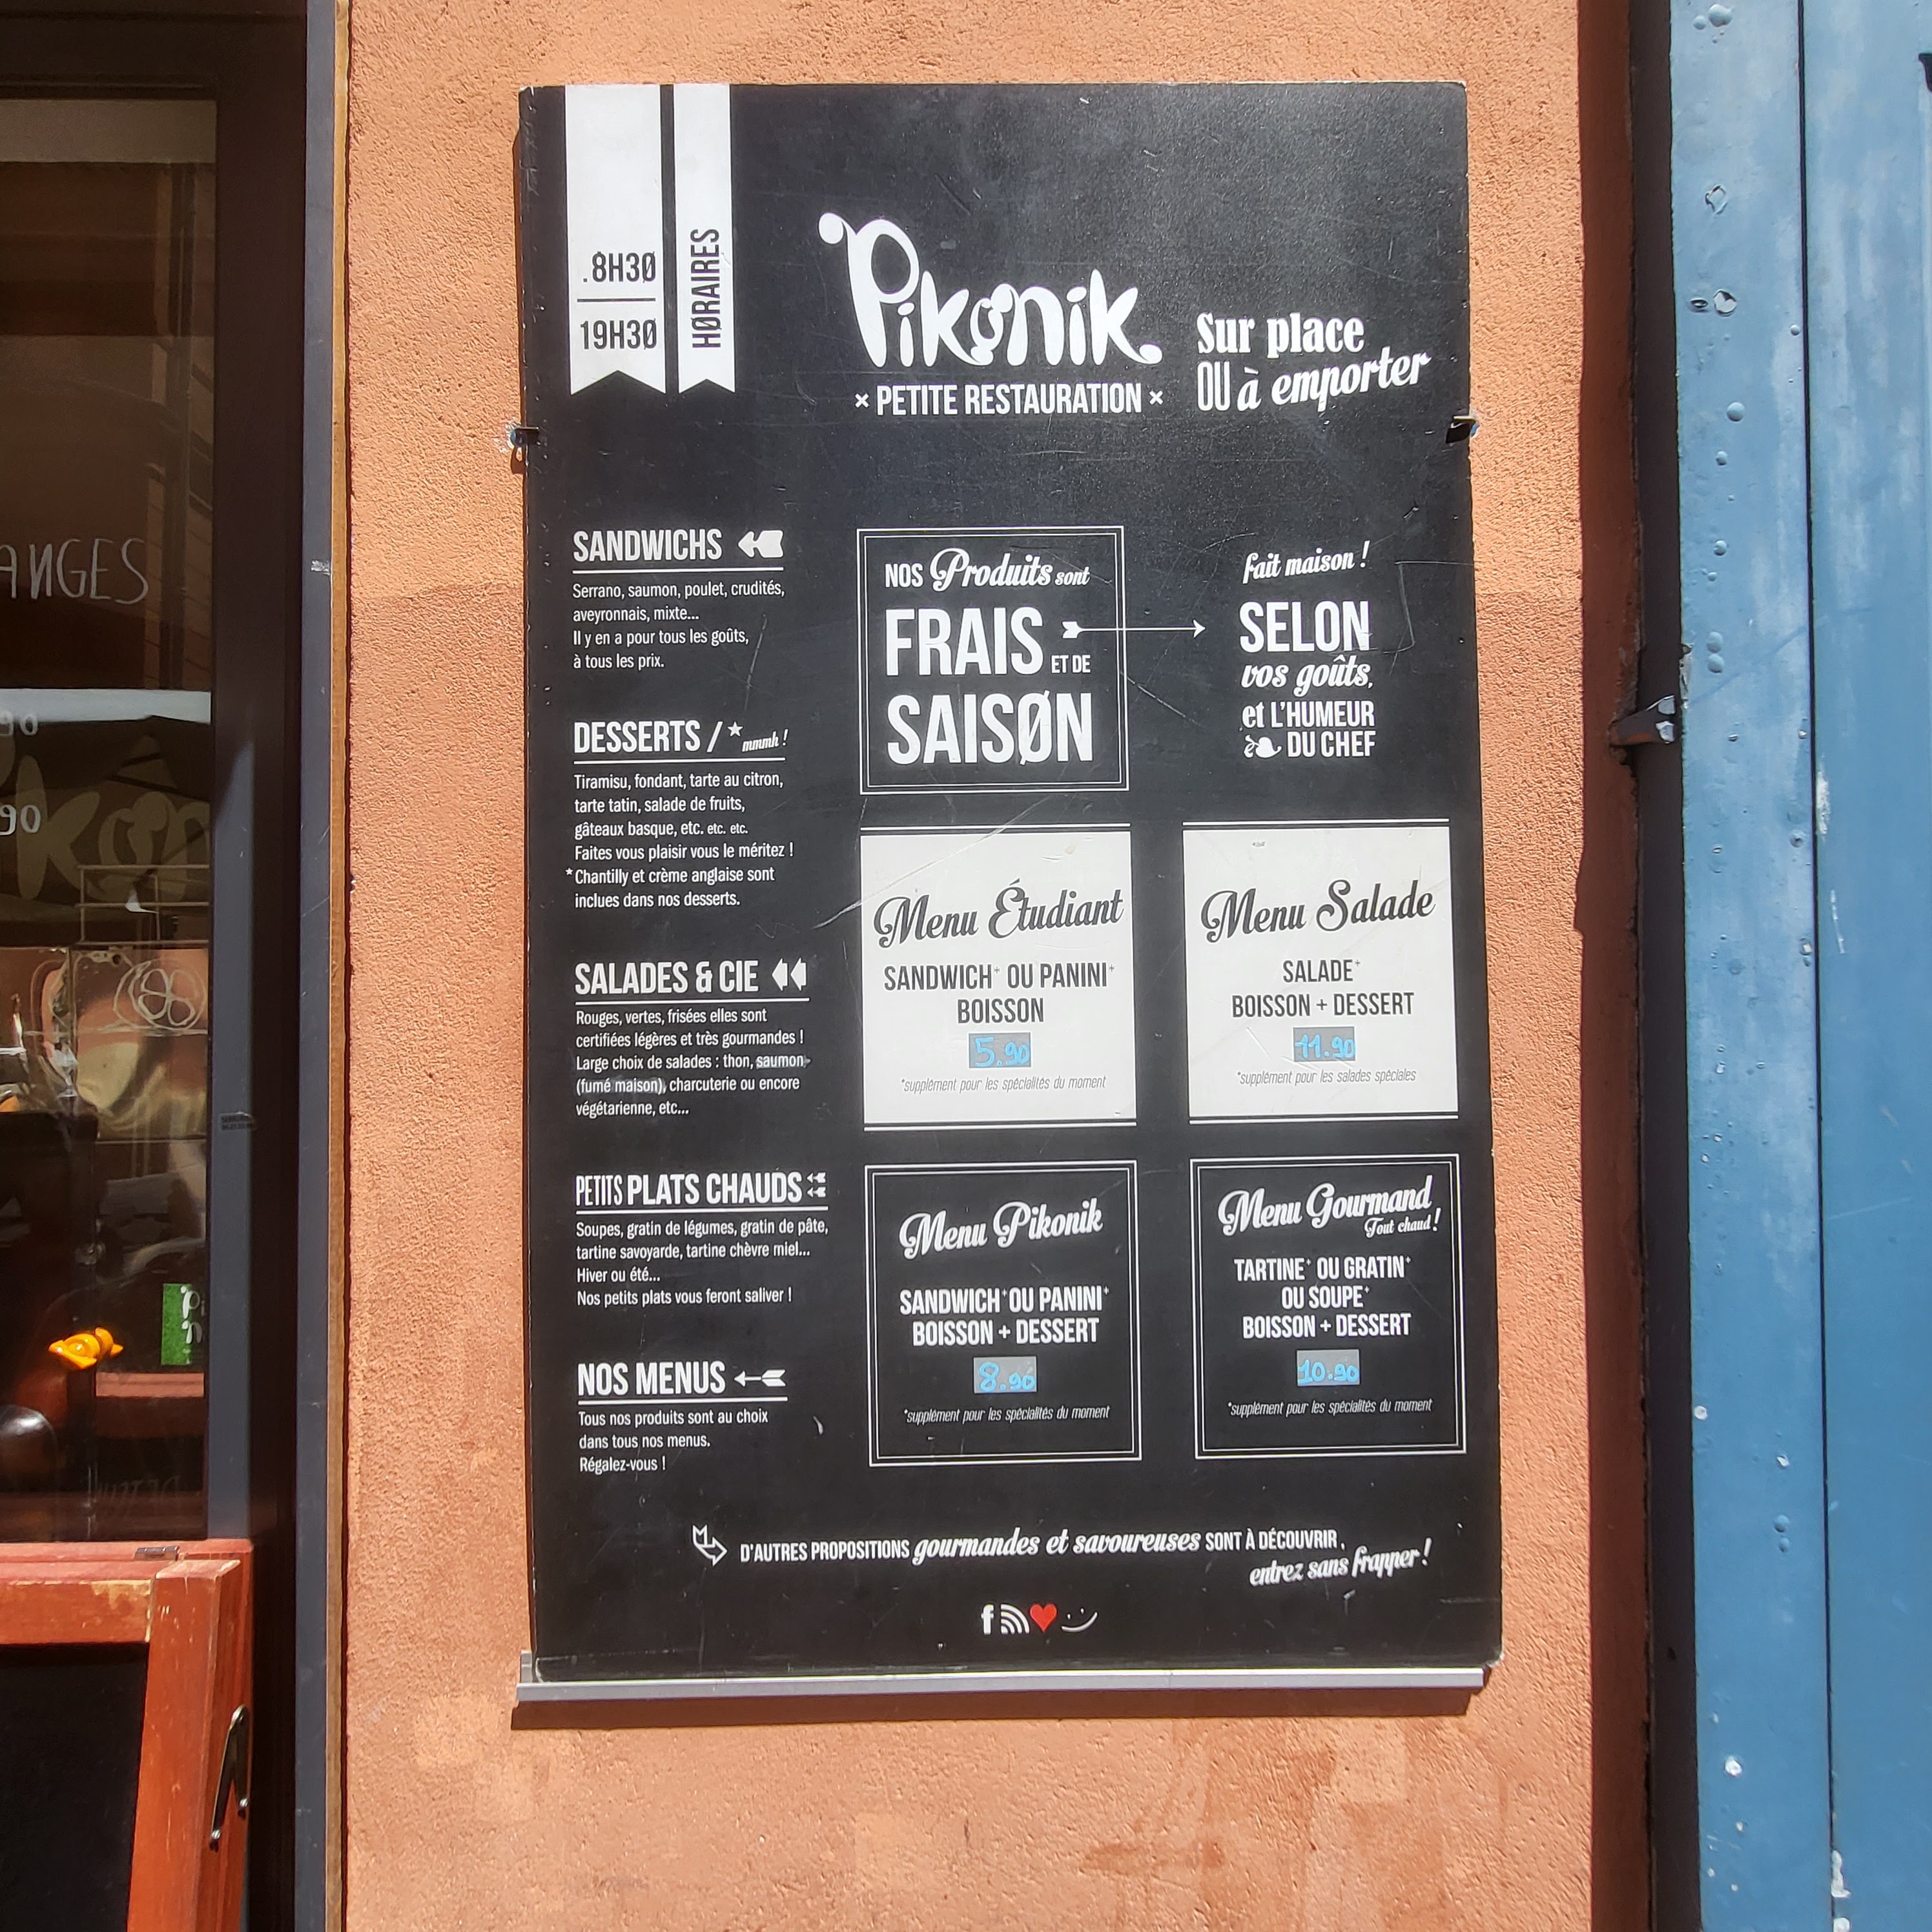 .8H30
19H30
HØRAIRES
Pikonik
× PETITE RESTAURATION ×
Sur place
OU à emporter
SANDWICHS
Serrano, saumon, poulet, crudités,
aveyronnais, mixte...
Il y en a pour tous les goûts,
à tous les prix.
DESSERTS / *mmmh !
Tiramisu, fondant, tarte au citron,
tarte tatin, salade de fruits,
gâteaux basque, etc. etc. etc.
Faites vous plaisir vous le méritez !
*Chantilly et crème anglaise sont
inclues dans nos desserts.
SALADES & CIE
Rouges, vertes, frisées elles sont
certifiées légères et très gourmandes !
Large choix de salades : thon, saumon
(fumé maison), charcuterie ou encore
végétarienne, etc...
PETITS PLATS CHAUDS
Soupes, gratin de légumes, gratin de pâte,
tartine savoyarde, tartine chèvre miel...
Hiver ou été...
Nos petits plats vous feront saliver !
NOS MENUS
Tous nos produits sont au choix
dans tous nos menus.
Régalez-vous !
NOS Produits sont
FRAIS ET DE
SAISØN
fait maison !
SELON
vos goûts,
et L'HUMEUR
DU CHEF
Menu Étudiant
SANDWICH+ OU PANINI+
BOISSON
5.90
*supplément pour les spécialités du moment
Menu Salade
SALADE+
BOISSON + DESSERT
11.90
*supplément pour les salades spéciales
Menu Pikonik
SANDWICH+ OU PANINI+
BOISSON + DESSERT
8.90
*supplément pour les spécialités du moment
Menu Gourmand
Tout chaud !
TARTINE+ OU GRATIN+
OU SOUPE+
BOISSON + DESSERT
10.90
*supplément pour les spécialités du moment
D'AUTRES PROPOSITIONS gourmandes et savoureuses SONT À DÉCOUVRIR,
entrez sans frapper !
f
ANGES
90
90